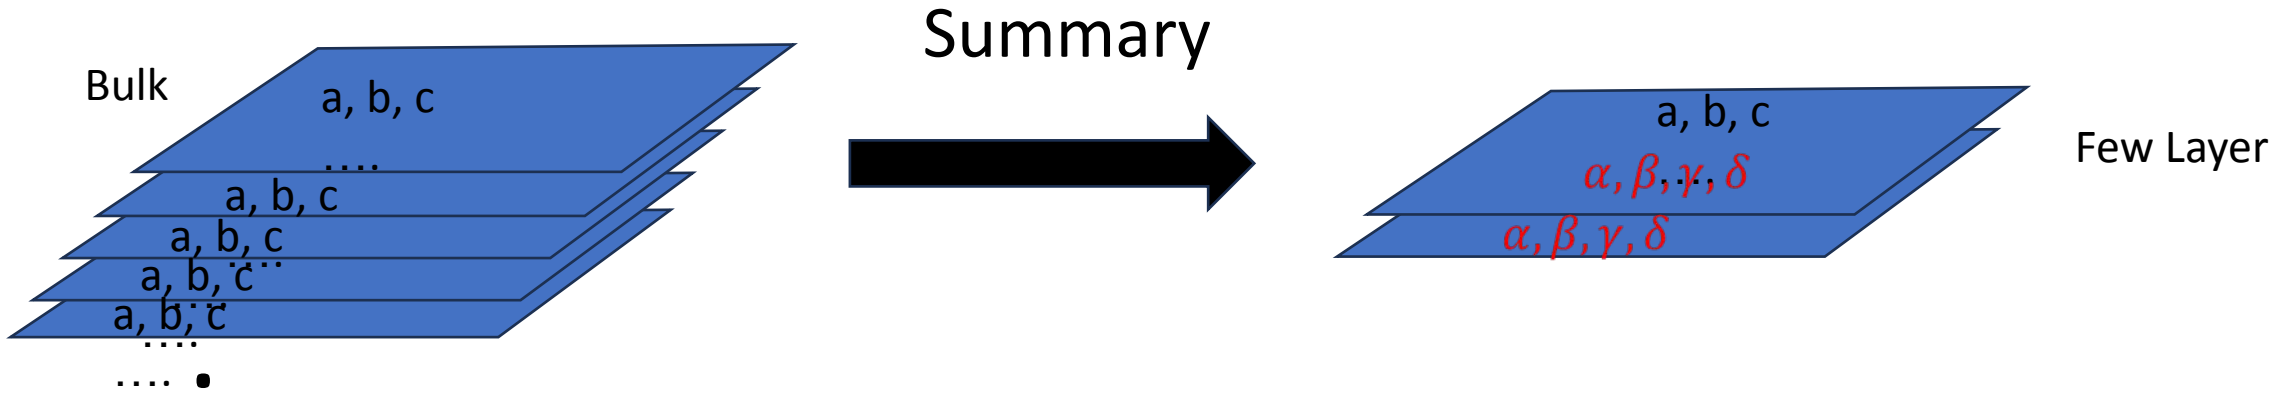 Summary
Bulk
a, b, c
....
a, b, c
a, b, c
....
a, b, c
....
a, b, c
....
.... •
a, b, c
α, β, γ, δ
....
α, β, γ, δ
Few Layer